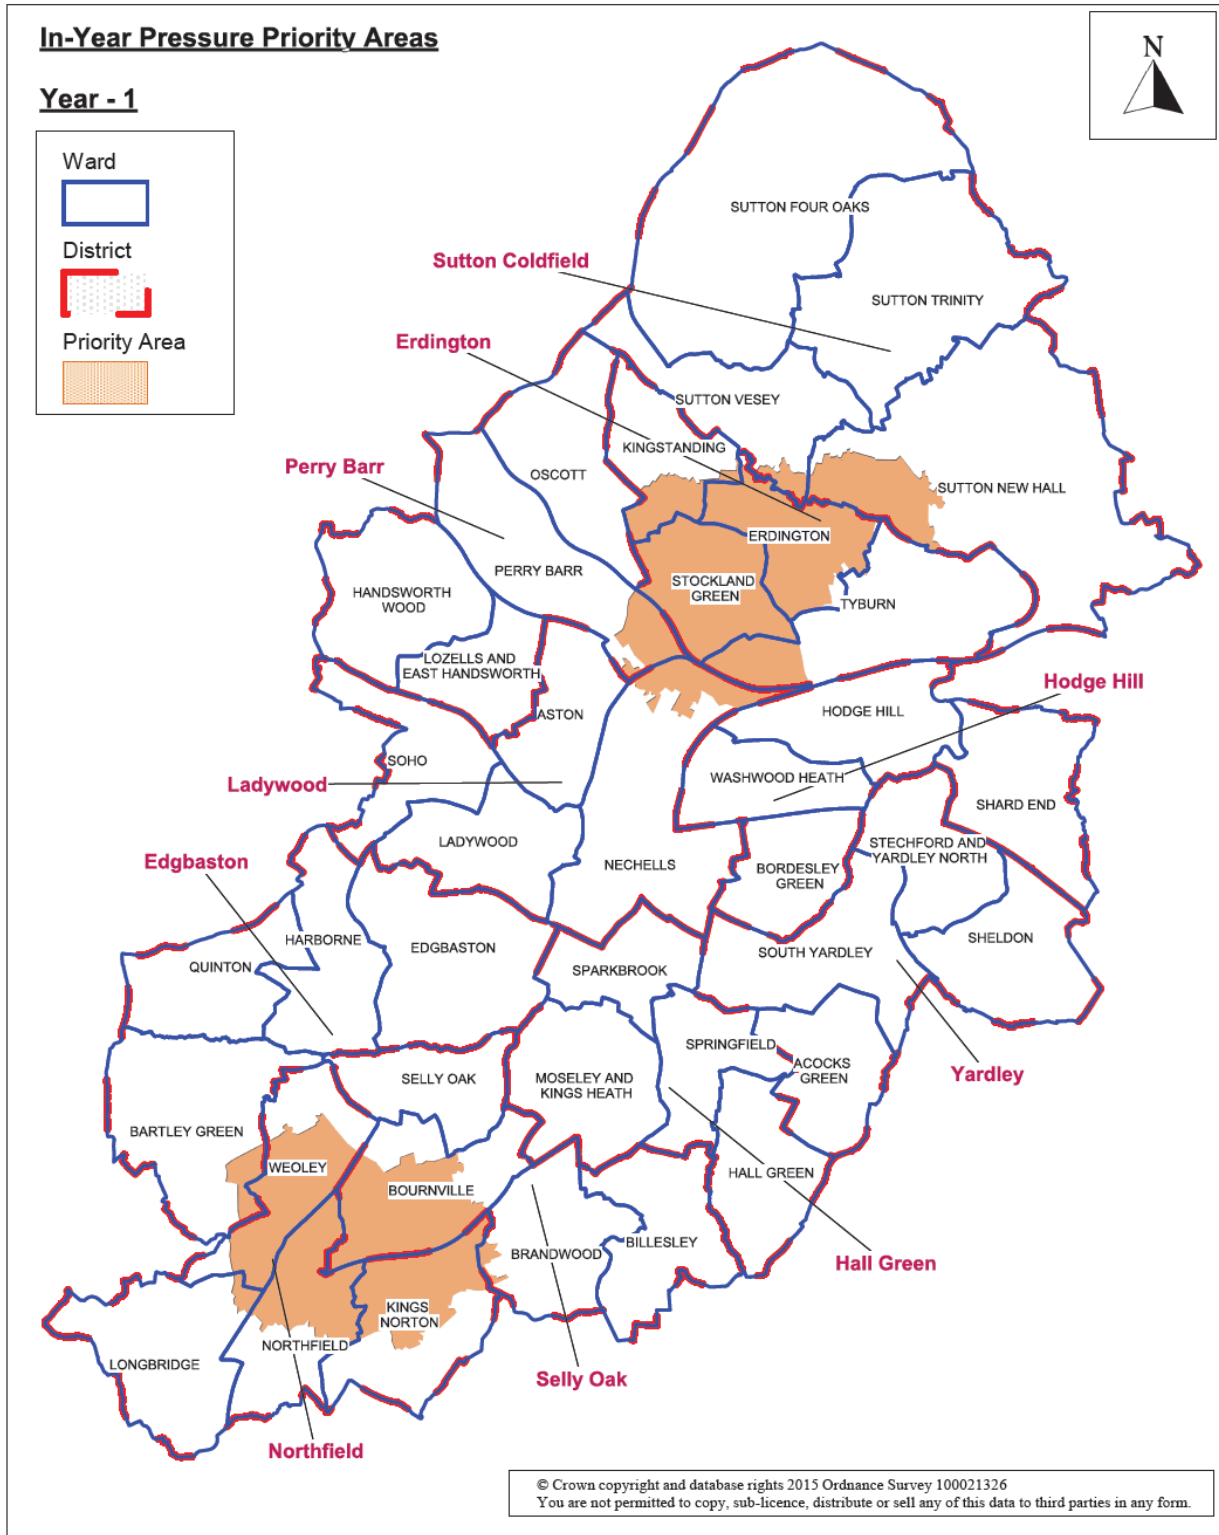 In-Year Pressure Priority Areas
Year - 1
N
Ward
District
Priority Area
SUTTON FOUR OAKS
Sutton Coldfield
SUTTON TRINITY
Erdington
SUTTON VESEY
KINGSTANDING
Perry Barr
OSCOTT
SUTTON NEW HALL
ERDINGTON
PERRY BARR
STOCKLAND
GREEN
HANDSWORTH
WOOD
TYBURN
LOZELLS AND
EAST HANDSWORTH
Hodge Hill
ASTON
HODGE HILL
SOHO
Ladywood
WASHWOOD HEATH
SHARD END
LADYWOOD
STECHFORD AND
YARDLEY NORTH
Edgbaston
NECHELLS
BORDESLEY
GREEN
HARBORNE
EDGBASTON
SHELDON
SOUTH YARDLEY
QUINTON
SPARKBROOK
SPRINGFIELD
ACOCKS
GREEN
Yardley
SELLY OAK
MOSELEY AND
KINGS HEATH
BARTLEY GREEN
WEOLEY
HALL GREEN
BOURNVILLE
BRANDWOOD
BILLESLEY
Hall Green
KINGS
NORTON
NORTHFIELD
LONGBRIDGE
Selly Oak
Northfield
© Crown copyright and database rights 2015 Ordnance Survey 100021326
You are not permitted to copy, sub-licence, distribute or sell any of this data to third parties in any form.